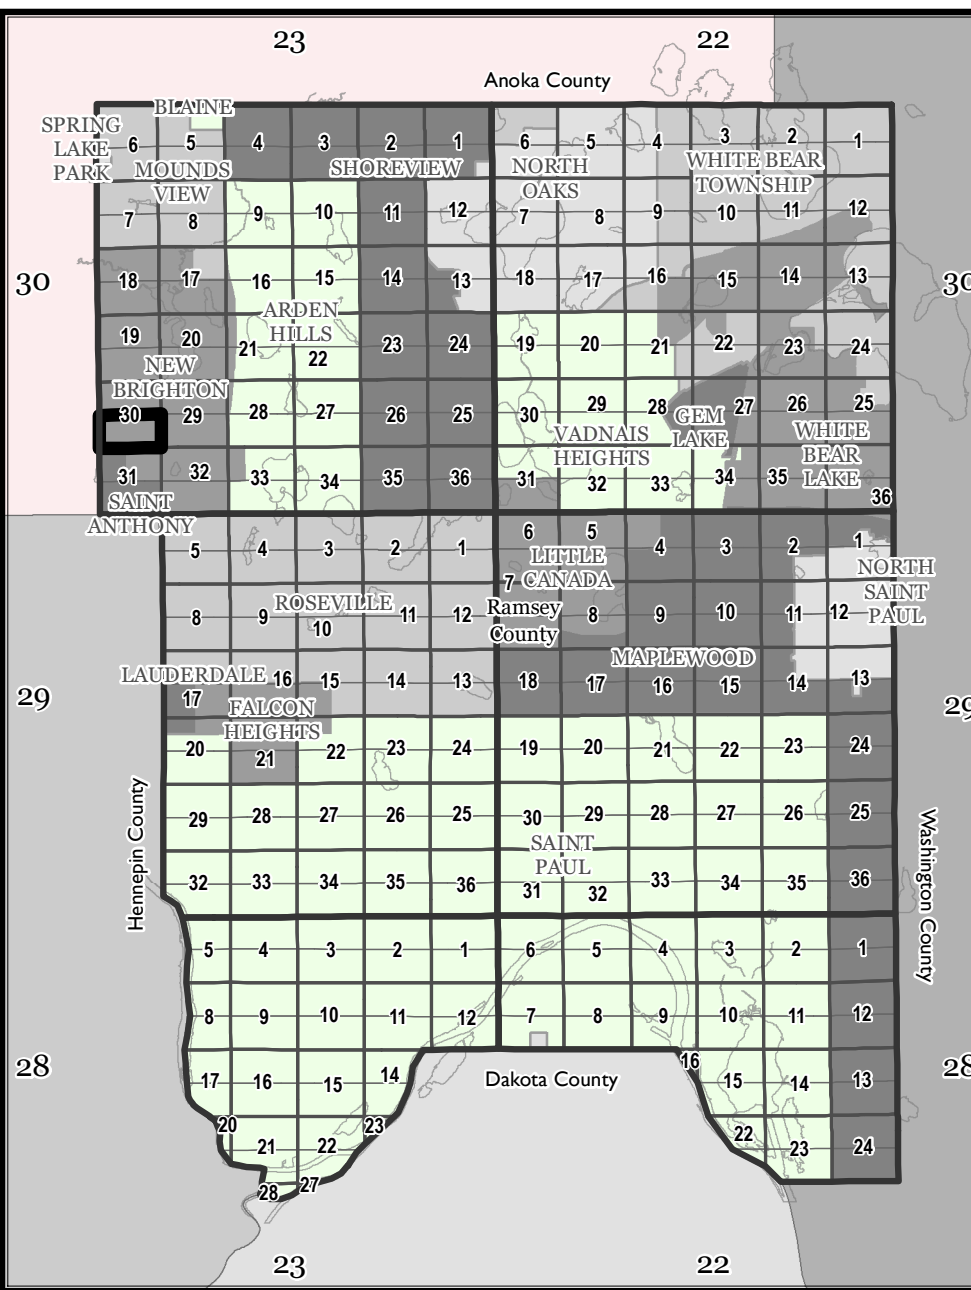 23 22
Anoka County
BLAINE
SPRING
LAKE
PARK
6 5 4 3 2 1 6 5 4 3 2 1
MOUNDS
VIEW
SHOREVIEW
NORTH
OAKS
WHITE BEAR
TOWNSHIP
7 8 9 10 11 12 7 8 9 10 11 12
30 18 17 16 15 14 13 18 17 16 15 14 13 30
ARDEN
HILLS
19 20 21 22 23 24 19 20 21 22 23 24
NEW
BRIGHTON
30 29 28 27 26 25 30 29 28 27 26 25
VADNAIS
HEIGHTS
GEM
LAKE
WHITE
BEAR
LAKE
31 32 33 34 35 36 31 32 33 34 35 36
SAINT
ANTHONY
5 4 3 2 1 6 5 4 3 2 1
LITTLE
CANADA
NORTH
SAINT
PAUL
8 9 10 11 12 7 8 9 10 11 12
ROSEVILLE
Ramsey
County
MAPLEWOOD
LAUDERDALE
29 17 16 15 14 13 18 17 16 15 14 13 29
FALCON
HEIGHTS
20 21 22 23 24 19 20 21 22 23 24
29 28 27 26 25 30 29 28 27 26 25
Hennepin County
SAINT
PAUL
Washington County
32 33 34 35 36 31 32 33 34 35 36
5 4 3 2 1 6 5 4 3 2 1
8 9 10 11 12 7 8 9 10 11 12
28 17 16 15 14 16 15 14 13 28
Dakota County
20 21 22 23 22 23 24
28 27
23 22